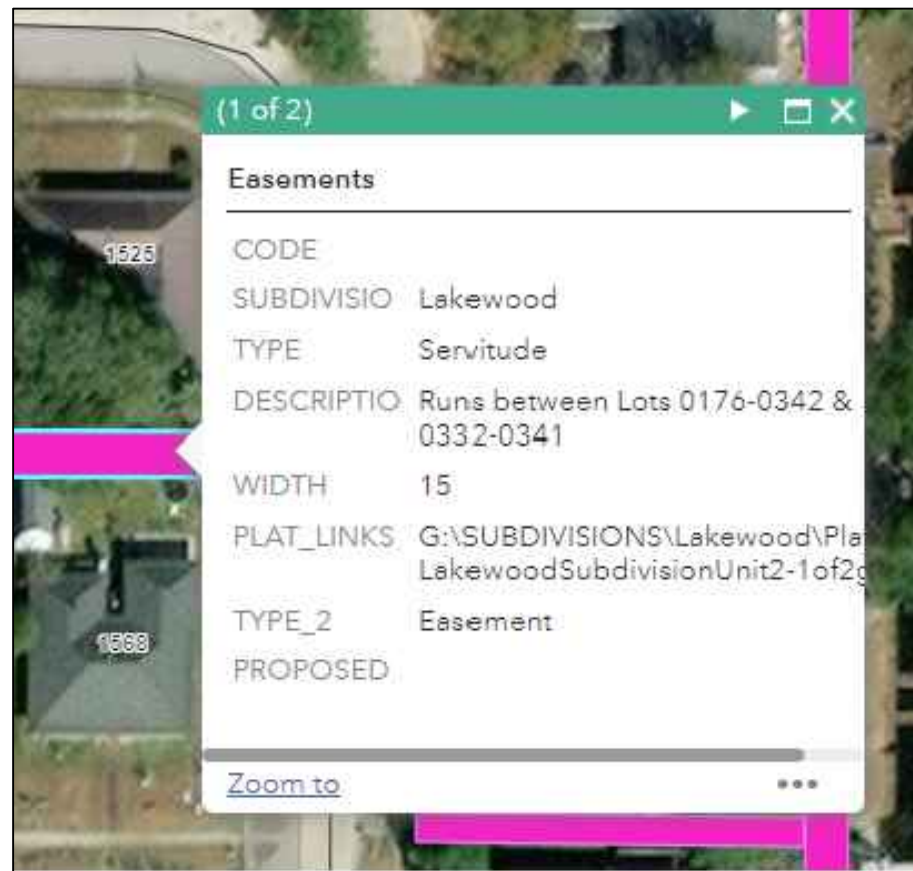 (1 of 2)
Easements
1525
CODE
SUBDIVISIO Lakewood
TYPE Servitude
DESCRIPTIO Runs between Lots 0176-0342 &
0332-0341
WIDTH 15
PLAT_LINKS G:\SUBDIVISIONS\Lakewood\Pla
LakewoodSubdivisionUnit2-1of2g
TYPE_2 Easement
1568
PROPOSED
Zoom to